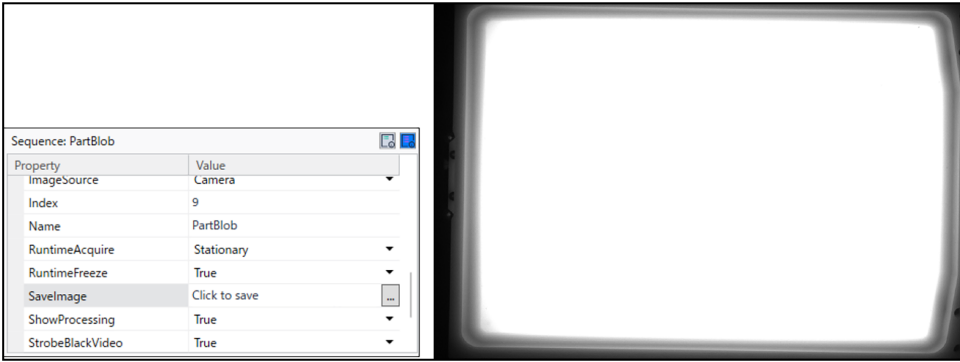 Sequence: PartBlob
Property Value
ImageSource Camera
Index 9
Name PartBlob
RuntimeAcquire Stationary
RuntimeFreeze True
SaveImage Click to save ...
ShowProcessing True
StrobeBlackVideo True